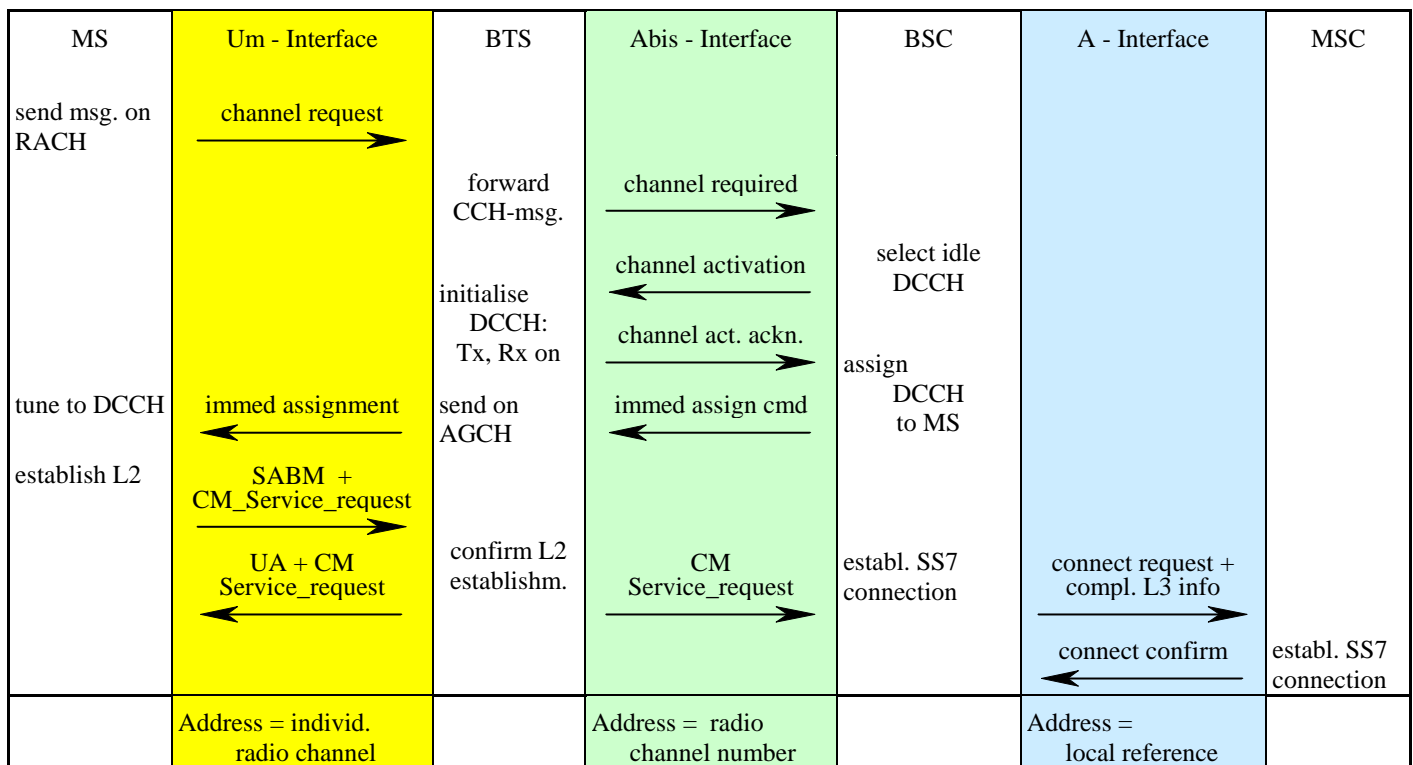 MS
Um - Interface
BTS
Abis - Interface
BSC
A - Interface
MSC
send msg. on
RACH
channel request
forward
CCH-msg.
channel required
select idle
DCCH
channel activation
initialise
DCCH:
Tx, Rx on
channel act. ackn.
assign
DCCH
to MS
tune to DCCH
immed assignment
send on
AGCH
immed assign cmd
establish L2
SABM +
CM_Service_request
UA + CM
Service_request
confirm L2
establishm.
CM
Service_request
establ. SS7
connection
connect request +
compl. L3 info
connect confirm
establ. SS7
connection
Address = individ.
radio channel
Address = radio
channel number
Address =
local reference